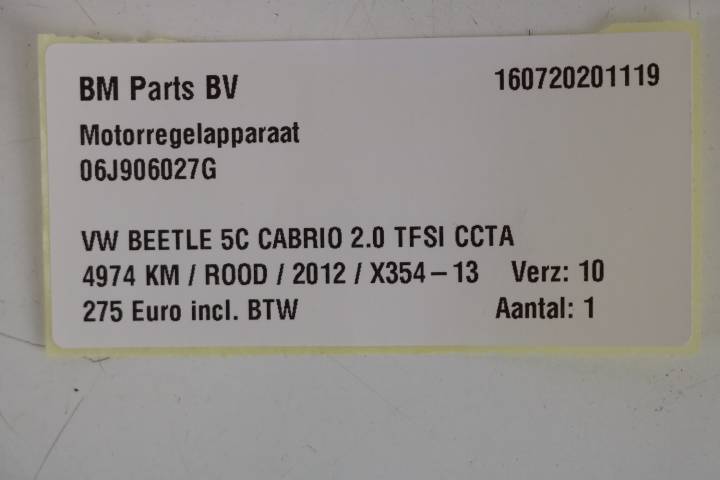 BM Parts BV 160720201119
Motorregelapparaat
06J906027G
VW BEETLE 5C CABRIO 2.0 TFSI CCTA
4974 KM / ROOD / 2012 / X354-13 Verz: 10
275 Euro incl. BTW Aantal: 1